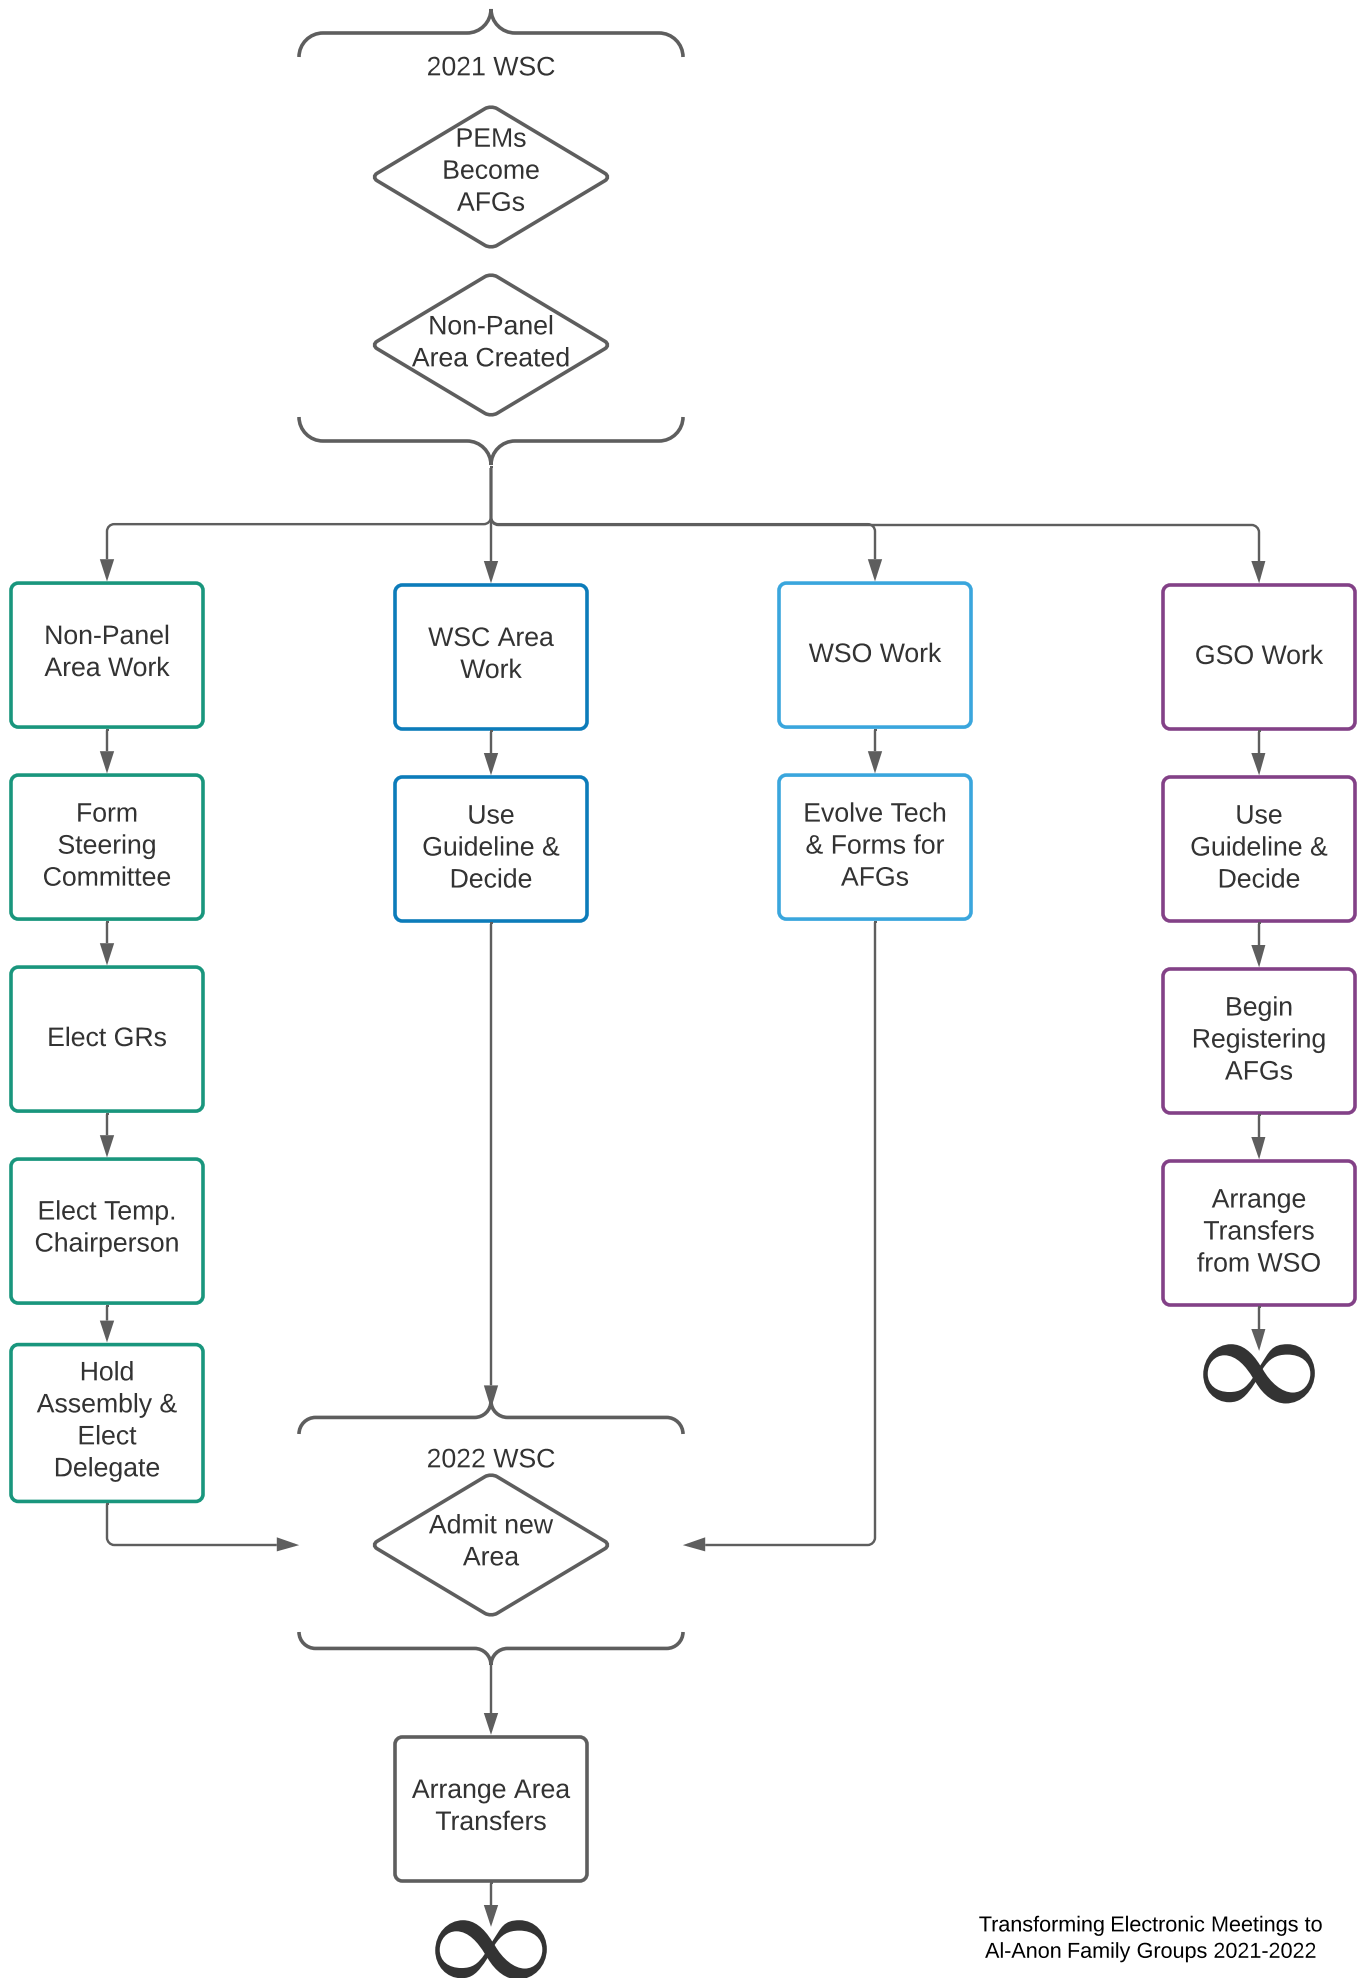 2021 WSC
PEMs
Become
AFGs
Non-Panel
Area Created
Non-Panel
Area Work
WSC Area
Work
WSO Work
GSO Work
Form
Steering
Committee
Use
Guideline &
Decide
Evolve Tech
& Forms for
AFGs
Use
Guideline &
Decide
Elect GRs
Begin
Registering
AFGs
Elect Temp.
Chairperson
Arrange
Transfers
from WSO
Hold
Assembly &
Elect
Delegate
2022 WSC
Admit new
Area
Arrange Area
Transfers
Transforming Electronic Meetings to
Al-Anon Family Groups 2021-2022